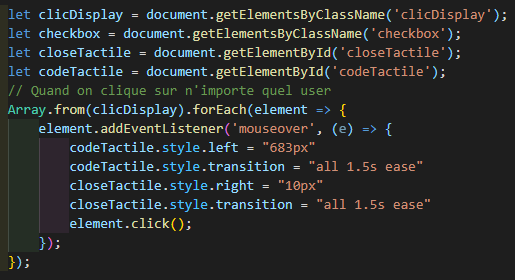 let clicDisplay = document.getElementsByClassName('clicDisplay');
let checkbox = document.getElementsByClassName('checkbox');
let closeTactile = document.getElementById('closeTactile');
let codeTactile = document.getElementById('codeTactile');
// Quand on clique sur n'importe quel user
Array.from(clicDisplay).forEach(element => {
    element.addEventListener('mouseover', (e) => {
        codeTactile.style.left = "683px"
        codeTactile.style.transition = "all 1.5s ease"
        closeTactile.style.right = "10px"
        closeTactile.style.transition = "all 1.5s ease"
        element.click();
    });
});